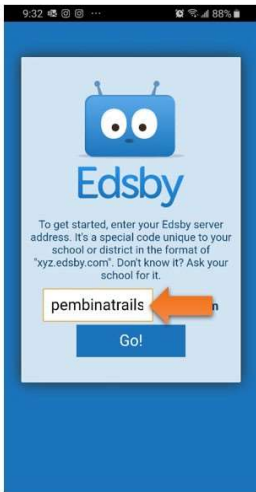 9:32 ... 88%
Edsby
To get started, enter your Edsby server
address. It's a special code unique to your
school or district in the format of
"xyz.edsby.com". Don't know it? Ask your
school for it.
pembinatrails n
Go!